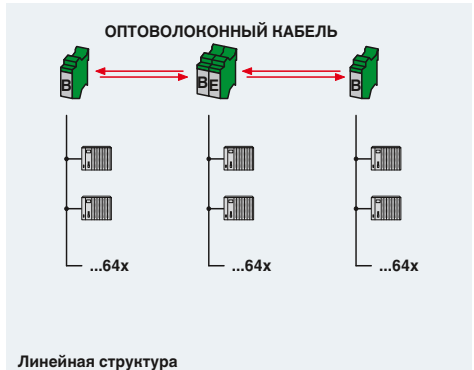 ОПТОВОЛОКОННЫЙ КАБЕЛЬ
B BE B
...64x ...64x ...64x
Линейная структура